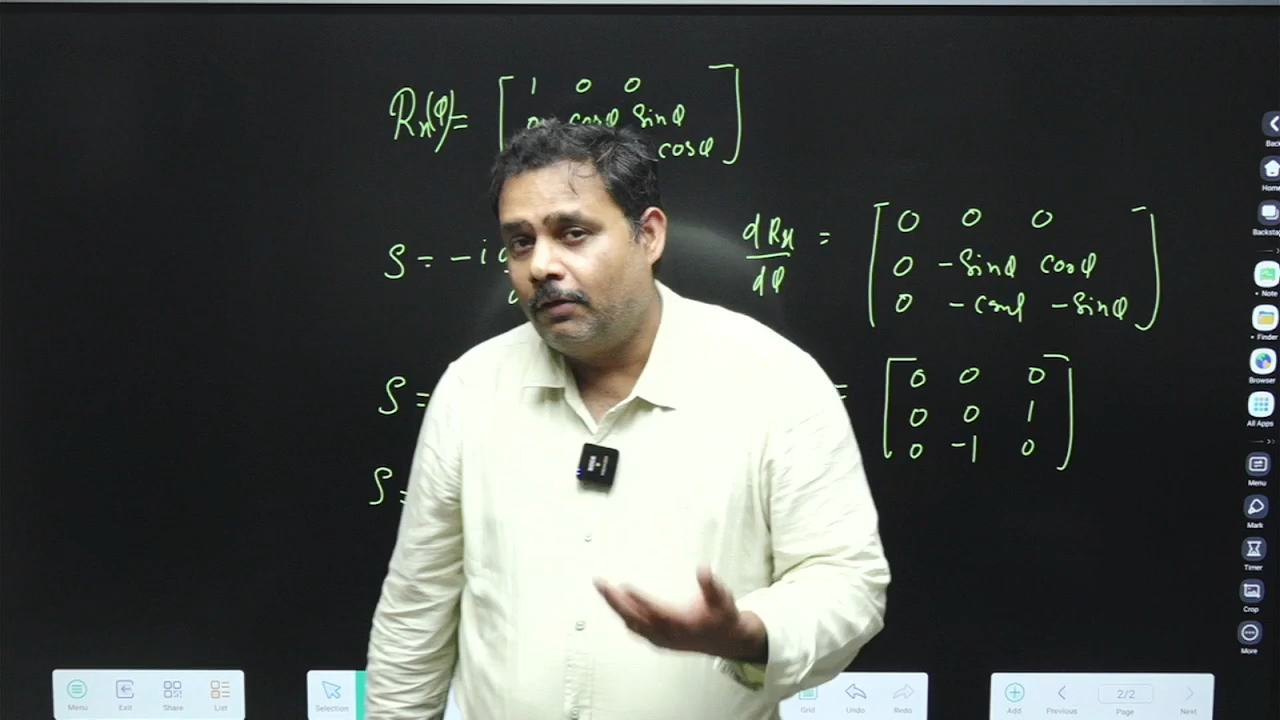 Rx(φ)= [ 1 0 0
0 cosφ Sinφ
cosφ ]
dRx/dφ = [ 0 0 0
S = -i
0 -Sinφ cosφ
0 -cosφ -Sinφ ]
S = = [ 0 0 0
0 0 1
0 -1 0 ]
S =
Back
Home
Backsta
Note
Finder
Browser
All Apps
Menu
Mark
Timer
Crop
More
Menu Exit Share List
Selection
Grid Undo Redo
Add Previous 2/2 Page Next